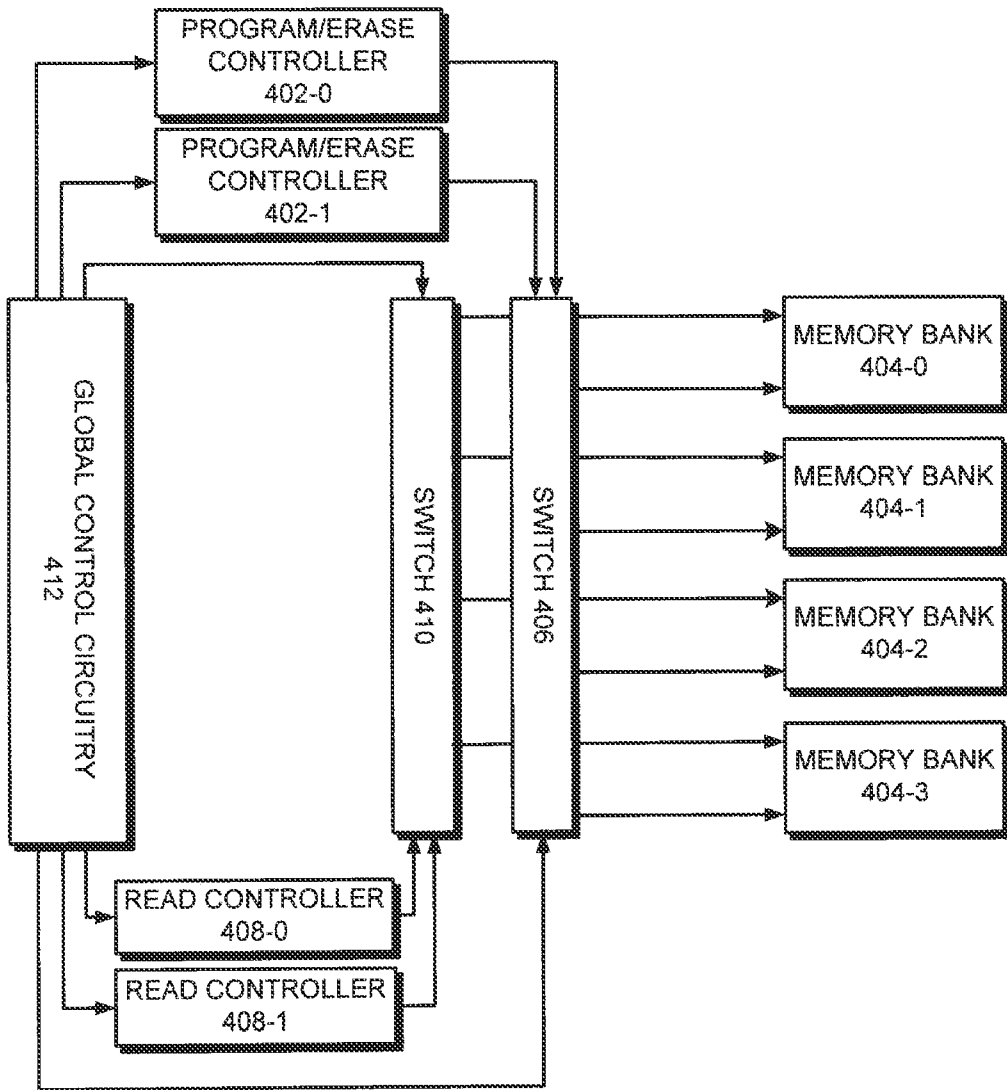 PROGRAM/ERASE
CONTROLLER
402-0
PROGRAM/ERASE
CONTROLLER
402-1
GLOBAL CONTROL CIRCUITRY
412
SWITCH 410
SWITCH 406
MEMORY BANK
404-0
MEMORY BANK
404-1
MEMORY BANK
404-2
MEMORY BANK
404-3
READ CONTROLLER
408-0
READ CONTROLLER
408-1